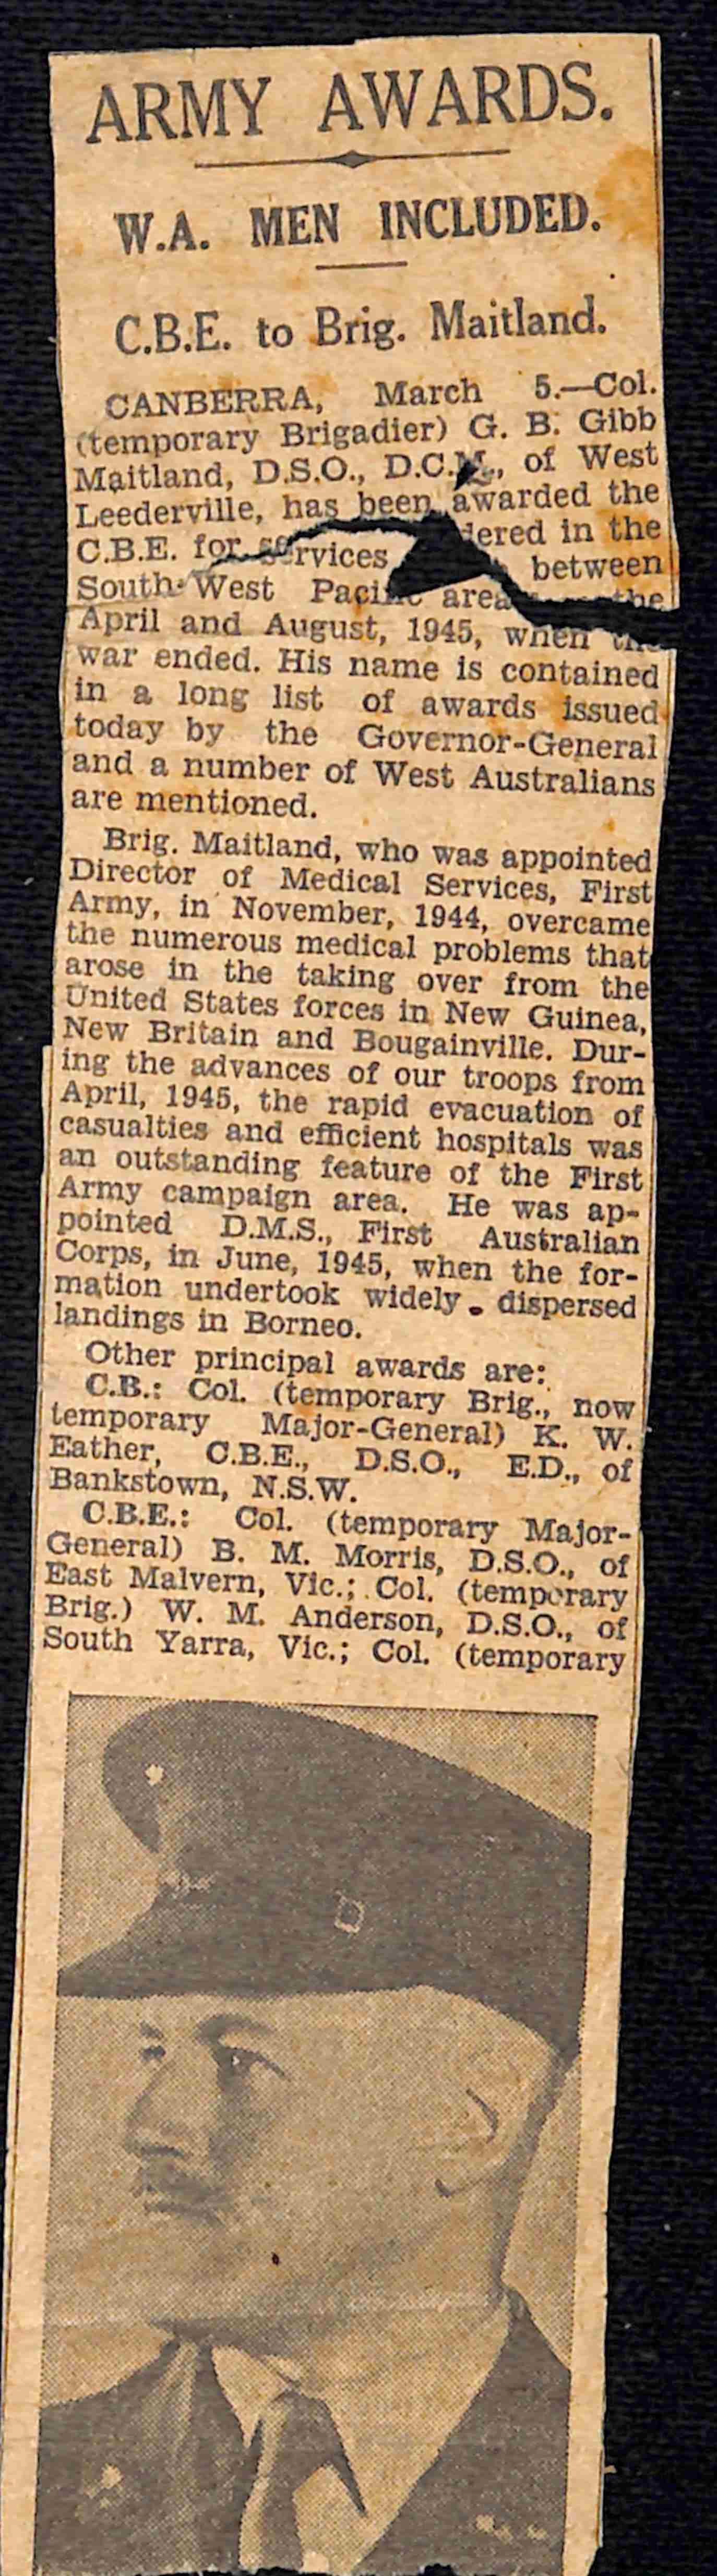 ARMY AWARDS.
W.A. MEN INCLUDED.
C.B.E. to Brig. Maitland.
CANBERRA, March 5.—Col.
(temporary Brigadier) G. B. Gibb
Maitland, D.S.O., D.C.M., of West
Leederville, has been awarded the
C.B.E. for services dered in the
South-West Pacific area between
April and August, 1945, when the
war ended. His name is contained
in a long list of awards issued
today by the Governor-General
and a number of West Australians
are mentioned.
Brig. Maitland, who was appointed
Director of Medical Services, First
Army, in November, 1944, overcame
the numerous medical problems that
arose in the taking over from the
United States forces in New Guinea,
New Britain and Bougainville. Dur-
ing the advances of our troops from
April, 1945, the rapid evacuation of
casualties and efficient hospitals was
an outstanding feature of the First
Army campaign area. He was ap-
pointed D.M.S., First Australian
Corps, in June, 1945, when the for-
mation undertook widely dispersed
landings in Borneo.
Other principal awards are:
C.B.: Col. (temporary Brig., now
temporary Major-General) K. W.
Eather, C.B.E., D.S.O., E.D., of
Bankstown, N.S.W.
C.B.E.: Col. (temporary Major-
General) B. M. Morris, D.S.O., of
East Malvern, Vic.; Col. (temporary
Brig.) W. M. Anderson, D.S.O., of
South Yarra, Vic.; Col. (temporary